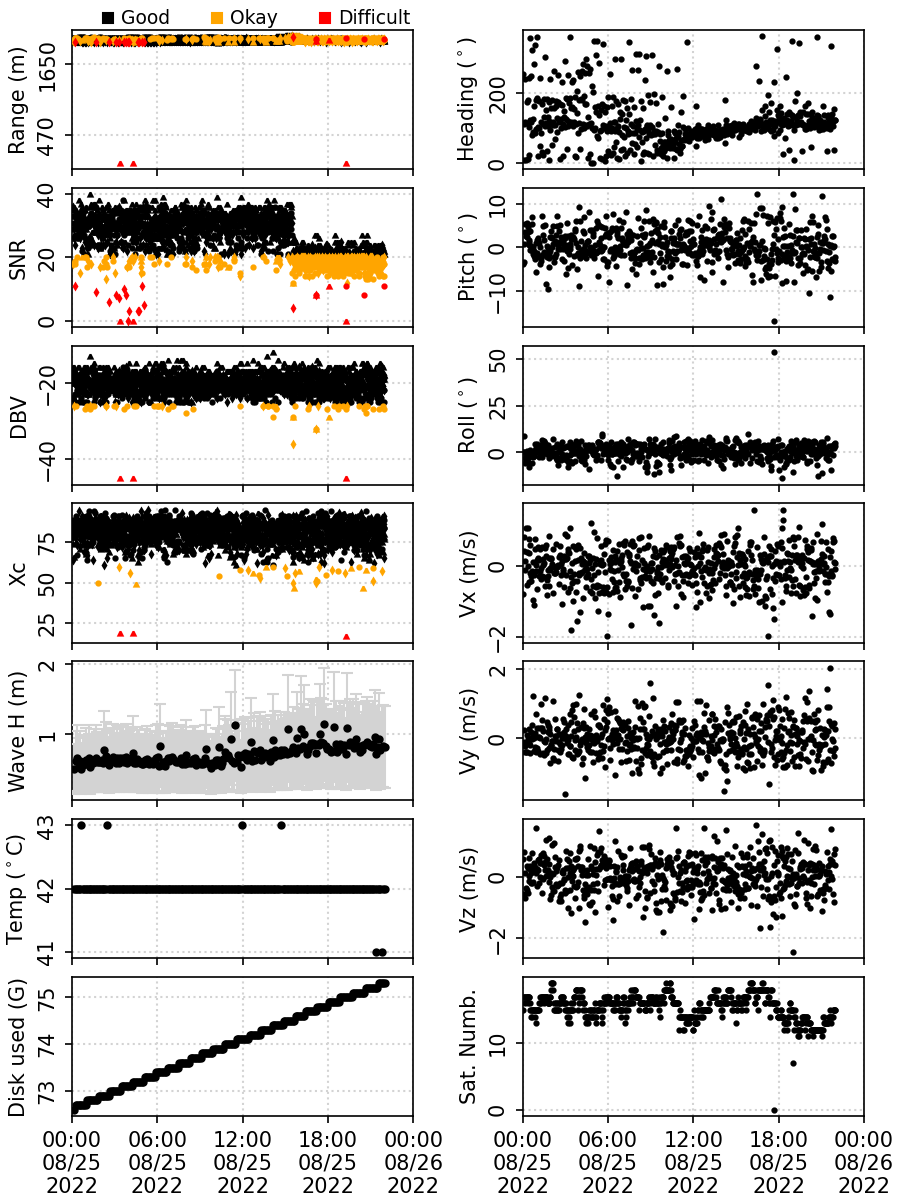 Good Okay Difficult
Range (m)
1650
470
Heading (°)
200
0
SNR
40
20
0
Pitch (°)
10
0
−10
DBV
−20
−40
Roll (°)
50
25
0
Xc
75
50
25
Vx (m/s)
0
−2
Wave H (m)
2
1
Vy (m/s)
2
0
Temp (°C)
43
42
41
Vz (m/s)
0
−2
Disk used (G)
75
74
73
Sat. Numb.
10
0
00:00 06:00 12:00 18:00 00:00
08/25 08/25 08/25 08/25 08/26
2022 2022 2022 2022 2022
00:00 06:00 12:00 18:00 00:00
08/25 08/25 08/25 08/25 08/26
2022 2022 2022 2022 2022